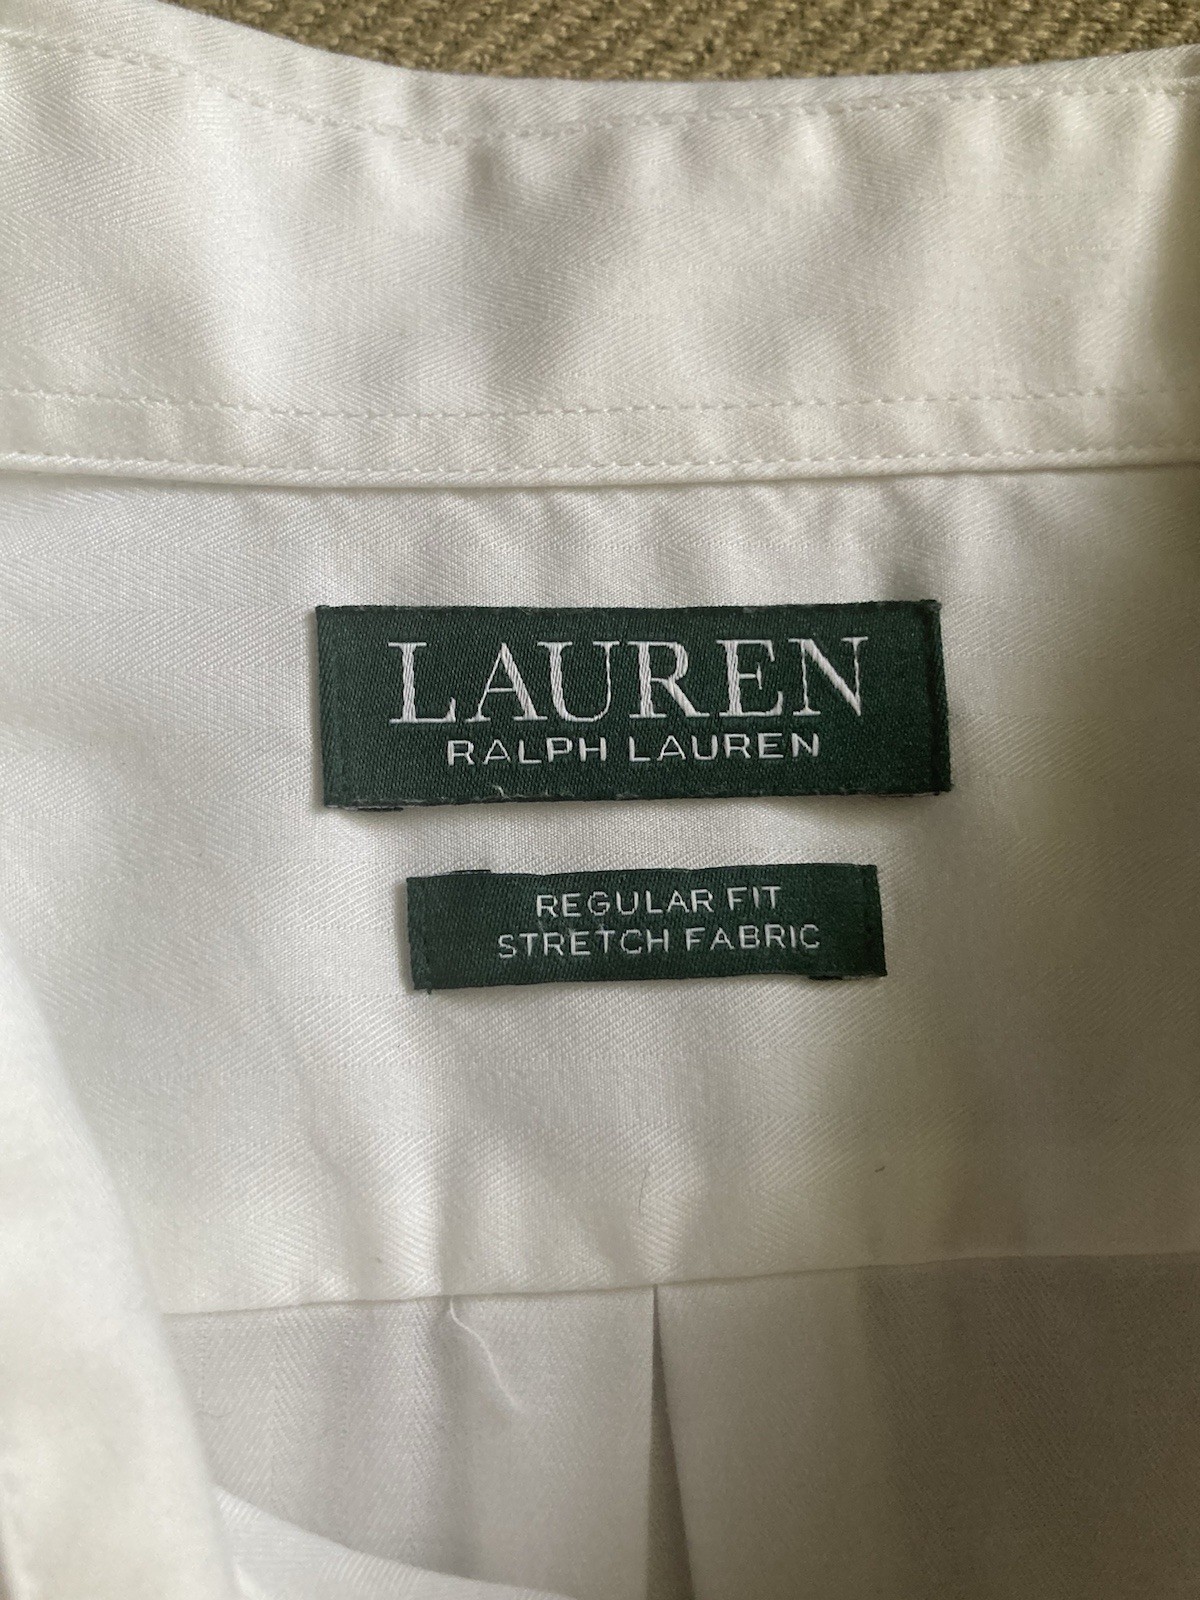 LAUREN
RALPH LAUREN
REGULAR FIT
STRETCH FABRIC